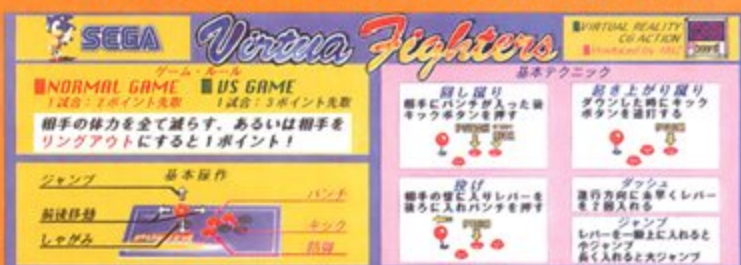 SEGA
Virtua Fighters
VIRTUAL REALITY
CG ACTION
ゲーム・ルール
NORMAL GAME
1試合:2ポイント先取
VS GAME
1試合:3ポイント先取
相手の体力を全て減らす、あるいは相手を
リングアウトにすると1ポイント!
基本操作
ジャンプ
前後移動
しゃがみ
パンチ
キック
防御
基本テクニック
回し蹴り
相手にパンチが入った後
キックボタンを押す
起き上がり蹴り
ダウンした時にキック
ボタンを連打する
投げ
相手の懐に入りレバーを
後ろに入れパンチを押す
ダッシュ
進行方向に素早くレバー
を2回入れる
ジャンプ
レバーを一瞬上に入れると
小ジャンプ
長く入れると大ジャンプ